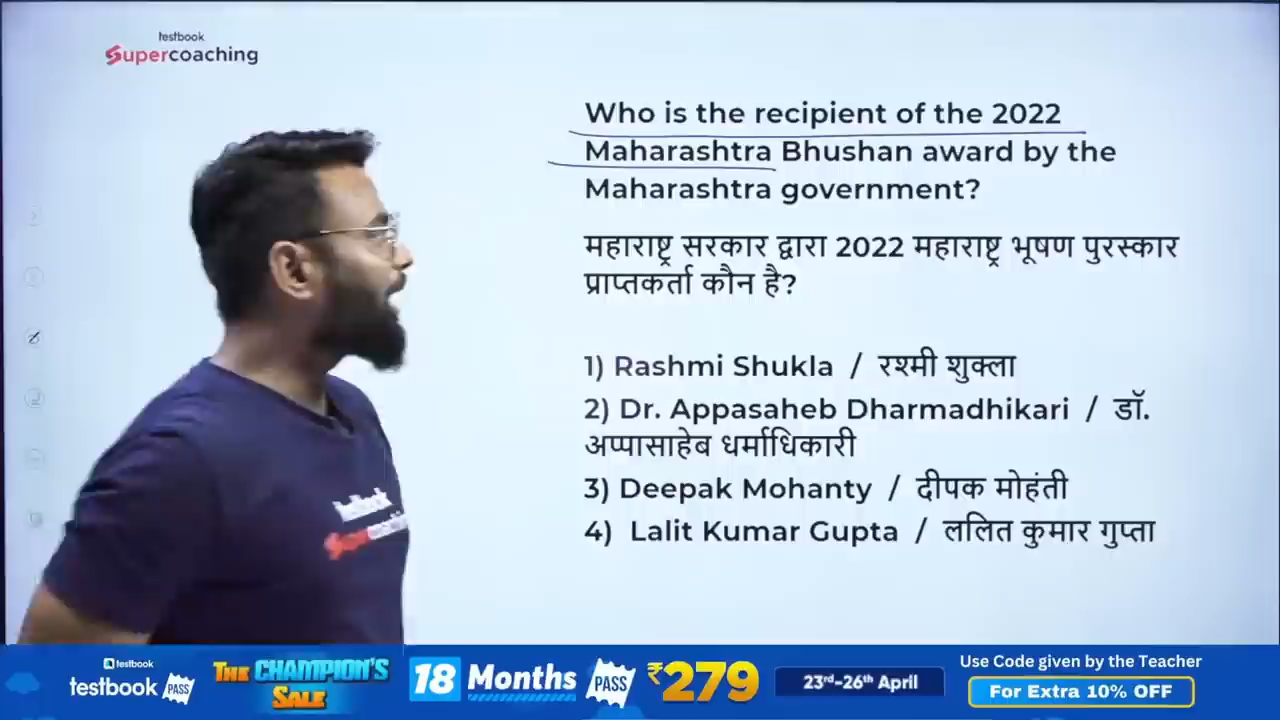 testbook
Supercoaching
Who is the recipient of the 2022
Maharashtra Bhushan award by the
Maharashtra government?
महाराष्ट्र सरकार द्वारा 2022 महाराष्ट्र भूषण पुरस्कार
प्राप्तकर्ता कौन है?
1) Rashmi Shukla / रश्मी शुक्ला
2) Dr. Appasaheb Dharmadhikari / डॉ.
अप्पासाहेब धर्माधिकारी
3) Deepak Mohanty / दीपक मोहंती
4) Lalit Kumar Gupta / ललित कुमार गुप्ता
testbook
testbook PASS
THE CHAMPION'S
SALE
18 Months PASS ₹279
23rd-26th April
Use Code given by the Teacher
For Extra 10% OFF